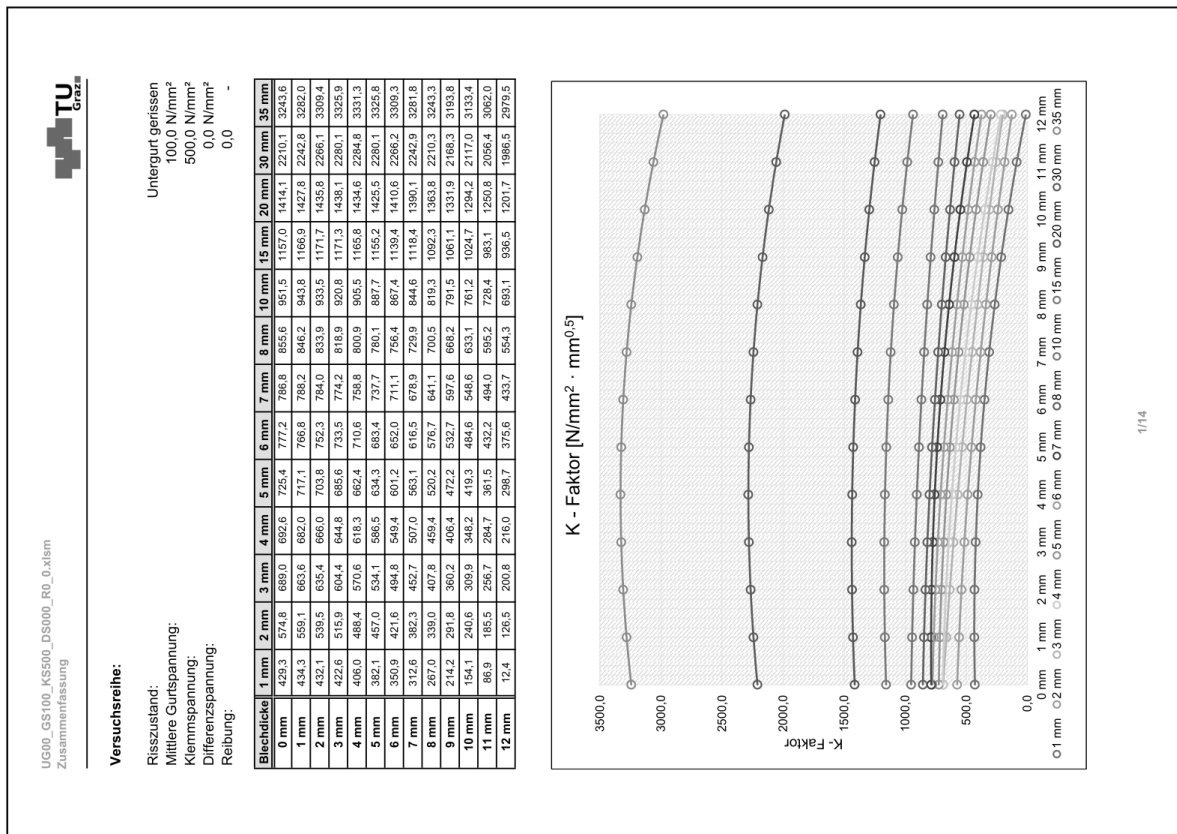 UG00_GS100_KS500_DS000_R0_0.xlsm
Zusammenfassung
TU
Graz
Versuchsreihe:
Risszustand: Untergurt gerissen
Mittlere Gurtspannung: 100,0 N/mm²
Klemmspannung: 500,0 N/mm²
Differenzspannung: 0,0 N/mm²
Reibung: 0,0 -
Blechdicke 1 mm 2 mm 3 mm 4 mm 5 mm 6 mm 7 mm 8 mm 10 mm 15 mm 20 mm 30 mm 35 mm
0 mm 429,3 574,8 689,0 692,6 725,4 777,2 786,8 855,6 951,5 1157,0 1414,1 2210,1 3243,6
1 mm 434,3 559,1 663,6 682,0 717,1 766,8 788,2 846,2 943,8 1166,9 1427,8 2242,8 3282,0
2 mm 432,1 539,5 635,4 666,0 703,8 752,3 784,0 833,9 933,5 1171,7 1435,8 2266,1 3309,4
3 mm 422,6 515,9 604,4 644,8 685,6 733,5 774,2 818,9 920,8 1171,3 1438,1 2280,1 3325,9
4 mm 406,0 488,4 570,6 618,3 662,4 710,6 758,8 800,9 905,5 1165,8 1434,6 2284,8 3331,3
5 mm 382,1 457,0 534,1 586,5 634,3 683,4 737,7 780,1 887,7 1155,2 1425,5 2280,1 3325,8
6 mm 350,9 421,6 494,8 549,4 601,2 652,0 711,1 756,4 867,4 1139,4 1410,6 2266,2 3309,3
7 mm 312,6 382,3 452,7 507,0 563,1 616,5 678,9 729,9 844,6 1118,4 1390,1 2242,9 3281,8
8 mm 267,0 339,0 407,8 459,4 520,2 576,7 641,1 700,5 819,3 1092,3 1363,8 2210,3 3243,3
9 mm 214,2 291,8 360,2 406,4 472,2 532,7 597,6 668,2 791,5 1061,1 1331,9 2168,3 3193,8
10 mm 154,1 240,6 309,9 348,2 419,3 484,6 548,6 633,1 761,2 1024,7 1294,2 2117,0 3133,4
11 mm 86,9 185,5 256,7 284,7 361,5 432,2 494,0 595,2 728,4 983,1 1250,8 2056,4 3062,0
12 mm 12,4 126,5 200,8 216,0 298,7 375,6 433,7 554,3 693,1 936,5 1201,7 1986,5 2979,5
K - Faktor [N/mm² · mm⁰,⁵]
K - Faktor
3500,0
3000,0
2500,0
2000,0
1500,0
1000,0
500,0
0,0
0 mm 1 mm 2 mm 3 mm 4 mm 5 mm 6 mm 7 mm 8 mm 9 mm 10 mm 11 mm 12 mm
1 mm 2 mm 3 mm 4 mm 5 mm 6 mm 7 mm 8 mm 10 mm 15 mm 20 mm 30 mm 35 mm
1/14